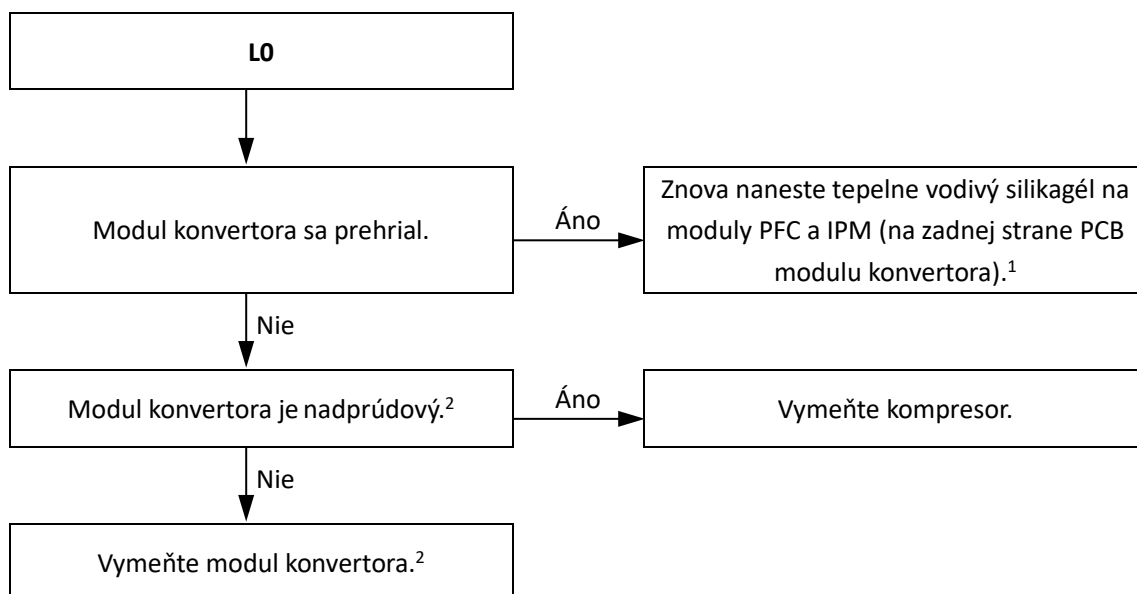 L0
Modul konvertora sa prehrial.
Áno
Znova naneste tepelne vodivý silikagél na
moduly PFC a IPM (na zadnej strane PCB
modulu konvertora).¹
Nie
Modul konvertora je nadprúdový.²
Áno
Vymeňte kompresor.
Nie
Vymeňte modul konvertora.²